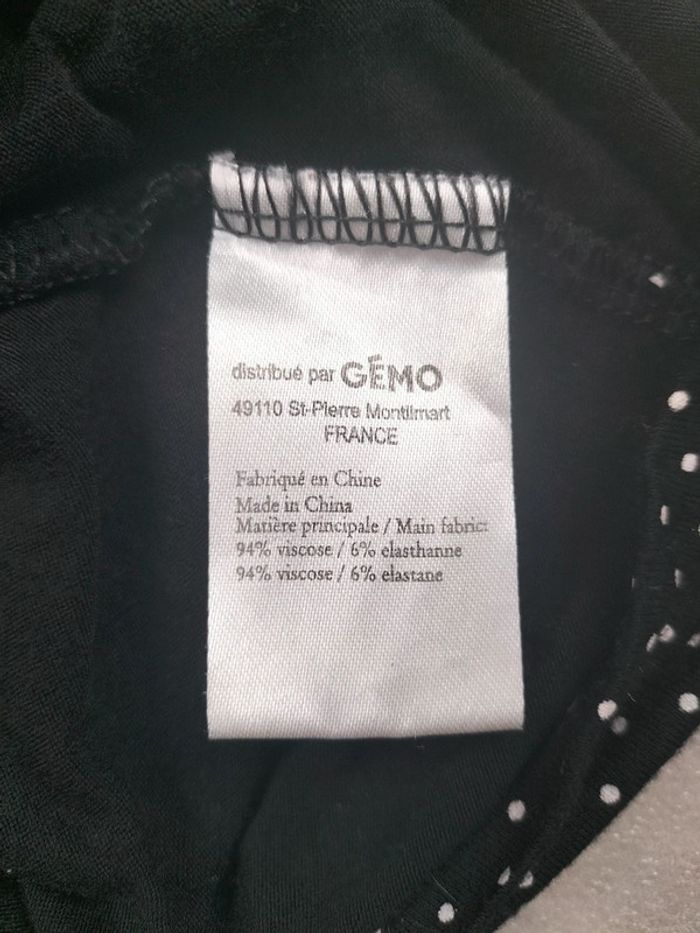 distribué par GÉMO
49110 St-Pierre Montlimart
FRANCE
Fabriqué en Chine
Made in China
Matière principale / Main fabric:
94% viscose / 6% elasthanne
94% viscose / 6% elastane